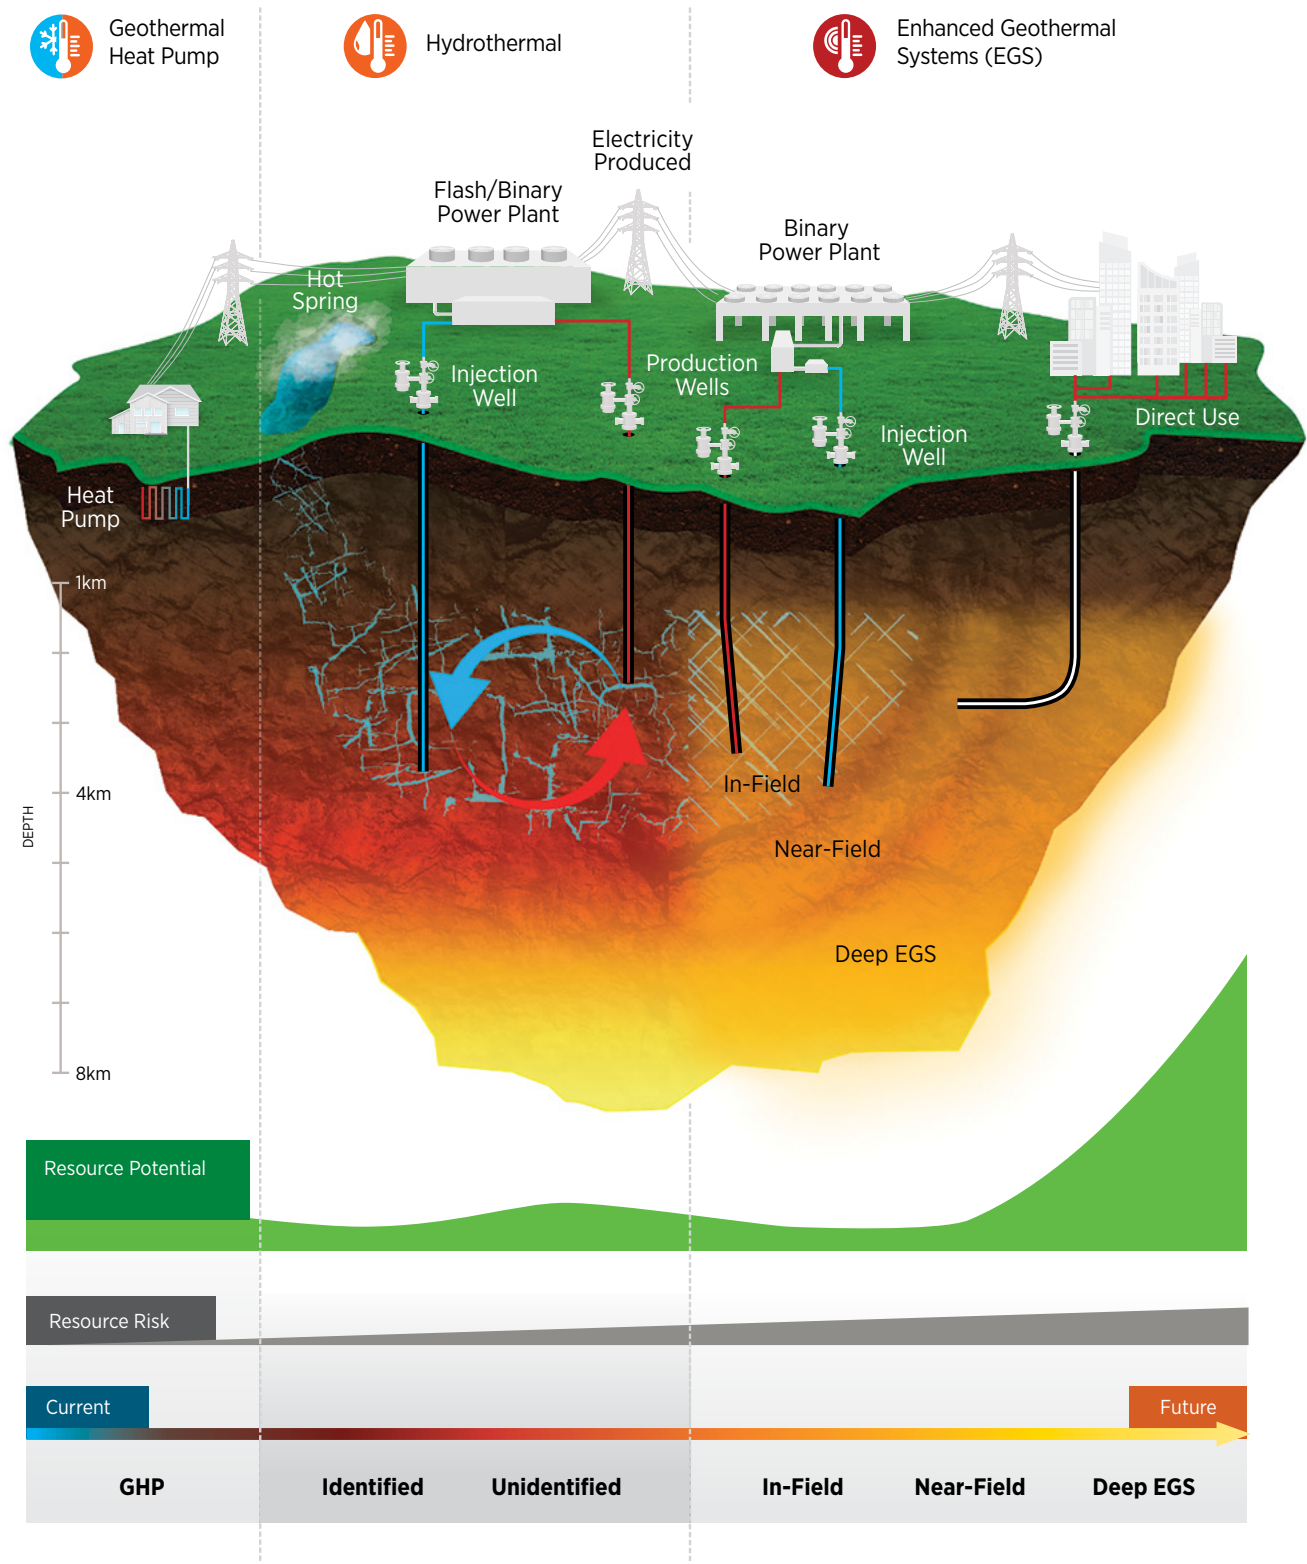 Geothermal
Heat Pump
Hydrothermal
Enhanced Geothermal
Systems (EGS)
Electricity
Produced
Flash/Binary
Power Plant
Binary
Power Plant
Hot
Spring
Injection
Well
Production
Wells
Injection
Well
Direct Use
Heat
Pump
1km
4km
DEPTH
8km
In-Field
Near-Field
Deep EGS
Resource Potential
Resource Risk
Current
Future
GHP
Identified
Unidentified
In-Field
Near-Field
Deep EGS